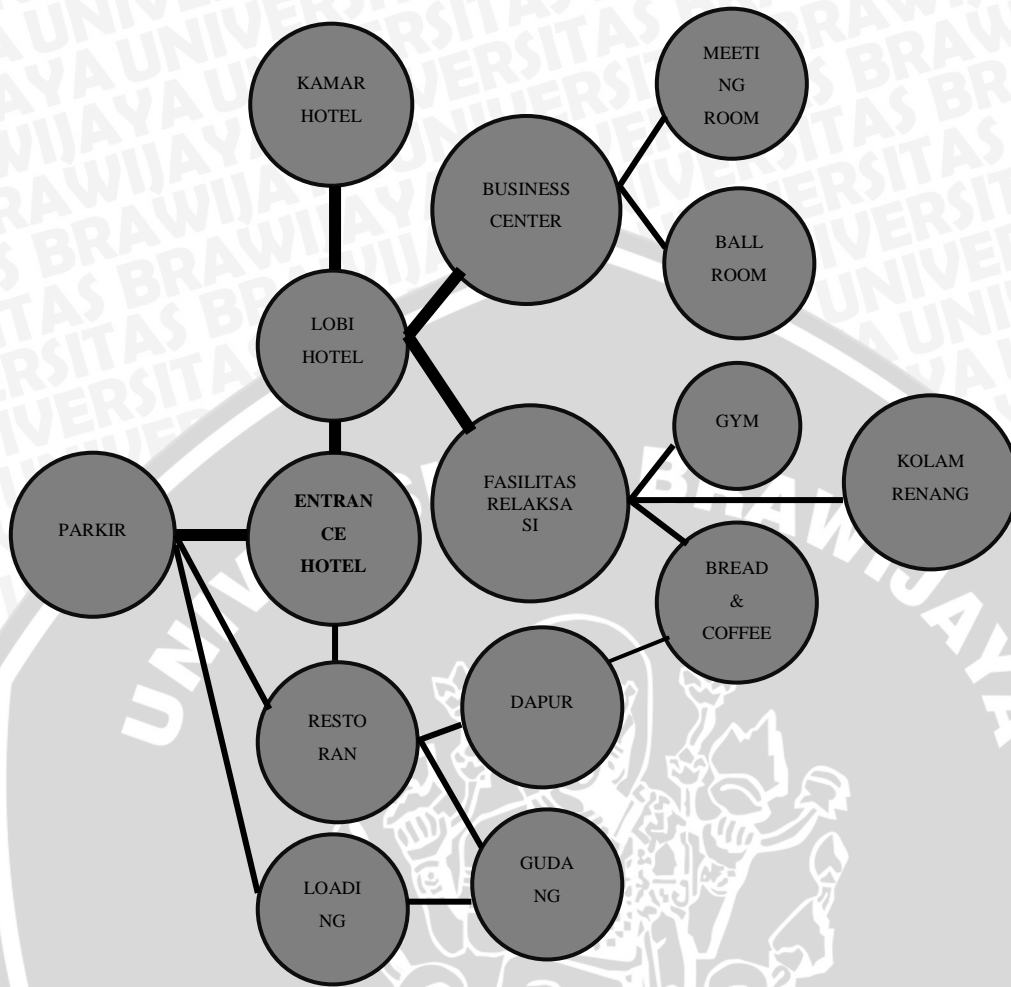 KAMAR
HOTEL
MEETI
NG
ROOM
BUSINESS
CENTER
BALL
ROOM
LOBI
HOTEL
GYM
KOLAM
RENANG
FASILITAS
RELAKSA
SI
PARKIR
ENTRAN
CE
HOTEL
BREAD
&
COFFEE
DAPUR
RESTO
RAN
GUDA
NG
LOADI
NG
BRAWIJAYA